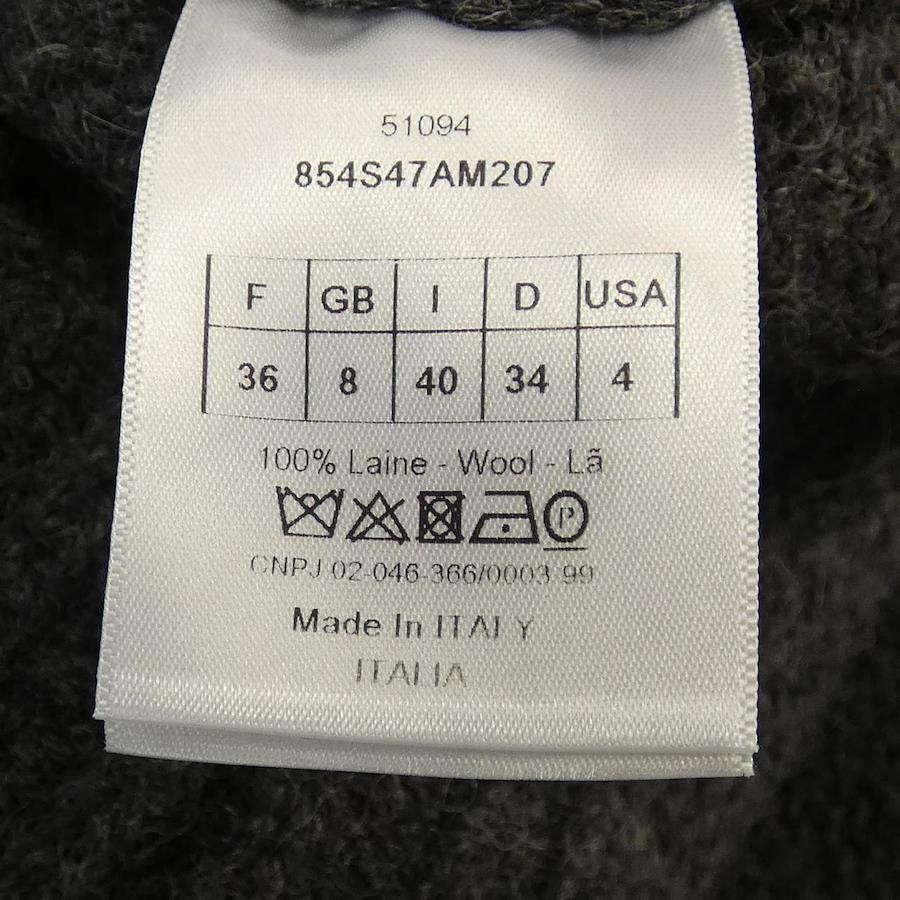 51094
854S47AM207
F GB I D USA
36 8 40 34 4
100% Laine - Wool - Lã
P
CNPJ 02-046-366/0003 99
Made In ITALY
ITALIA